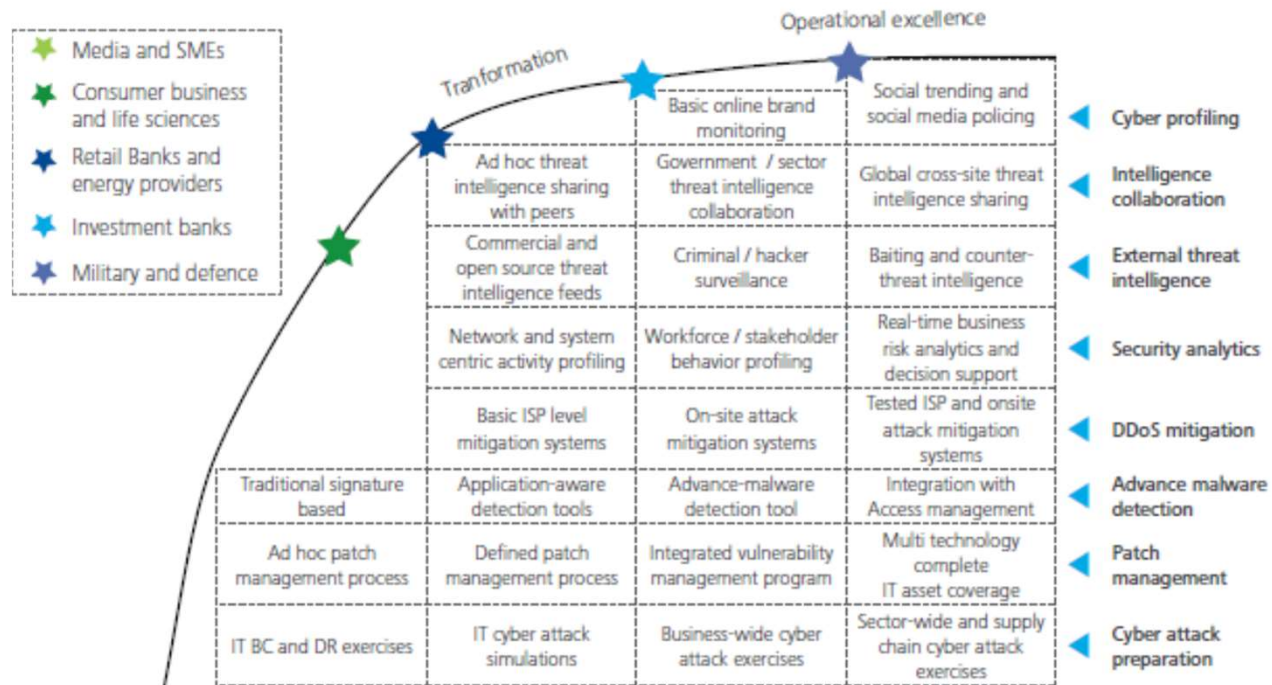 Operational excellence
Tranformation
Media and SMEs
Consumer business
and life sciences
Retail Banks and
energy providers
Investment banks
Military and defence
Basic online brand
monitoring
Social trending and
social media policing
Cyber profiling
Ad hoc threat
intelligence sharing
with peers
Government / sector
threat intelligence
collaboration
Global cross-site threat
intelligence sharing
Intelligence
collaboration
Commercial and
open source threat
intelligence feeds
Criminal / hacker
surveillance
Baiting and counter-
threat intelligence
External threat
intelligence
Network and system
centric activity profiling
Workforce / stakeholder
behavior profiling
Real-time business
risk analytics and
decision support
Security analytics
Basic ISP level
mitigation systems
On-site attack
mitigation systems
Tested ISP and onsite
attack mitigation
systems
DDoS mitigation
Traditional signature
based
Application-aware
detection tools
Advance-malware
detection tool
Integration with
Access management
Advance malware
detection
Ad hoc patch
management process
Defined patch
management process
Integrated vulnerability
management program
Multi technology
complete
IT asset coverage
Patch
management
IT BC and DR exercises
IT cyber attack
simulations
Business-wide cyber
attack exercises
Sector-wide and supply
chain cyber attack
exercises
Cyber attack
preparation